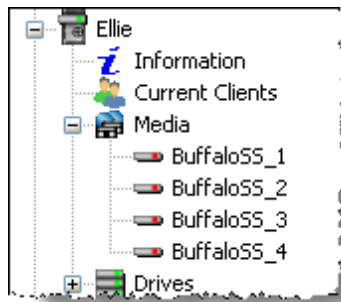 Ellie
Information
Current Clients
Media
BuffaloSS_1
BuffaloSS_2
BuffaloSS_3
BuffaloSS_4
Drives